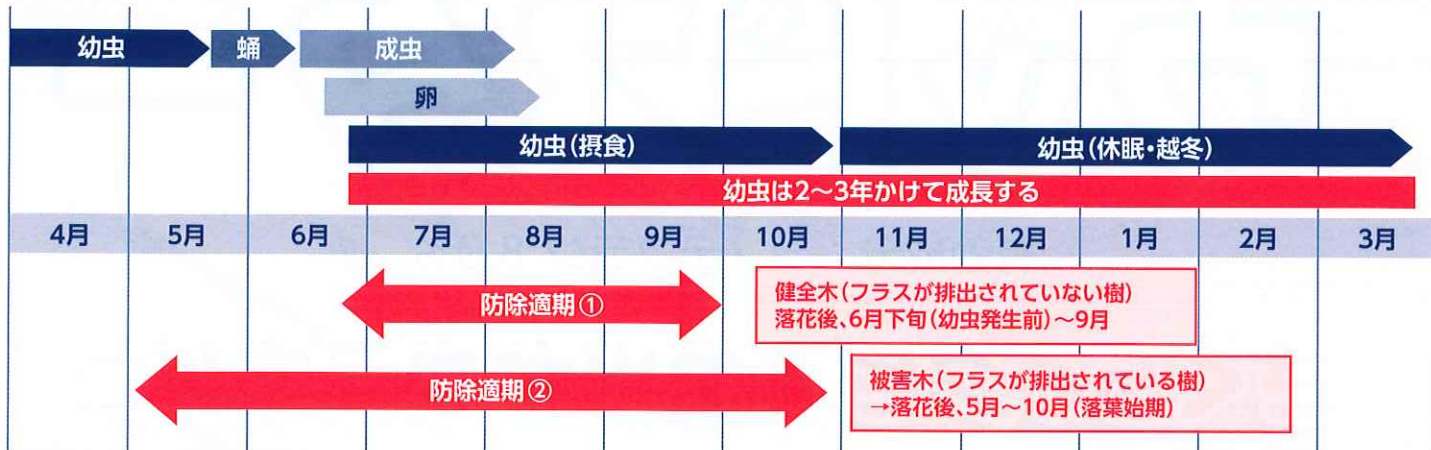 幼虫
蛹
成虫
卵
幼虫(摂食)
幼虫(休眠・越冬)
幼虫は2～3年かけて成長する
4月 5月 6月 7月 8月 9月 10月 11月 12月 1月 2月 3月
防除適期①
健全木(フラスが排出されていない樹)
落花後、6月下旬(幼虫発生前)～9月
防除適期②
被害木(フラスが排出されている樹)
→落花後、5月～10月(落葉始期)